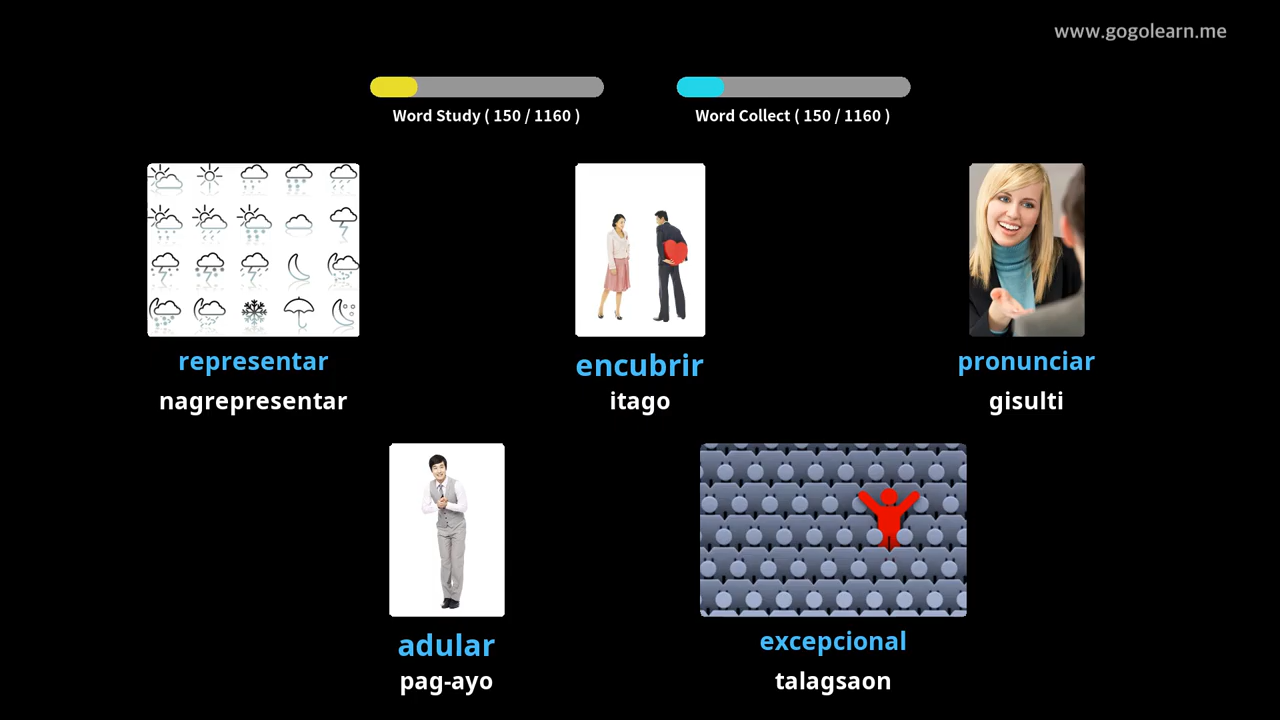 www.gogolearn.me
Word Study ( 150 / 1160 )
Word Collect ( 150 / 1160 )
representar
nagrepresentar
encubrir
itago
pronunciar
gisulti
adular
pag-ayo
excepcional
talagsaon